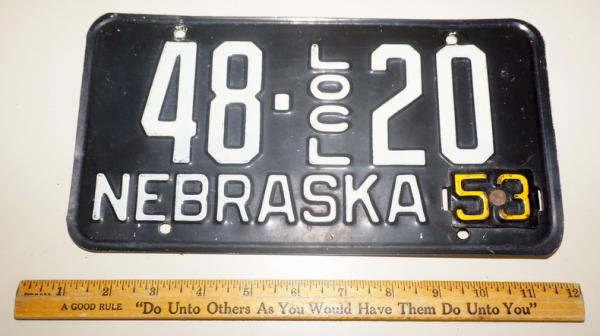 48·LOCL 20
NEBRASKA 53
1 2 3 4 5 6 7 8 9 10 11 12
A GOOD RULE "Do Unto Others As You Would Have Them Do Unto You"